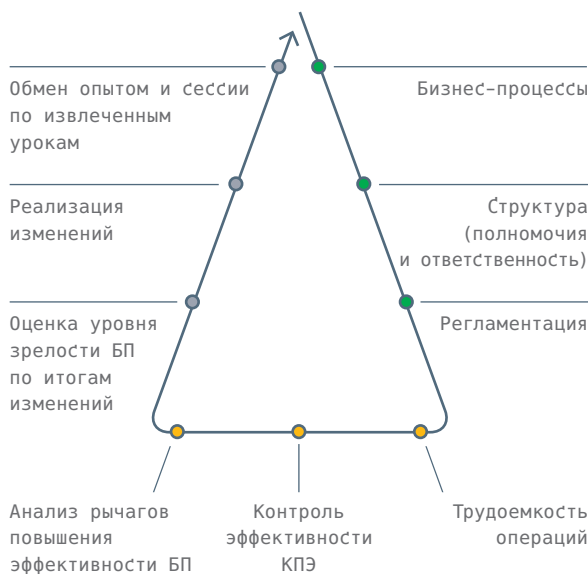 Обмен опытом и сессии
по извлеченным
урокам
Бизнес-процессы
Реализация
изменений
Структура
(полномочия
и ответственность)
Оценка уровня
зрелости БП
по итогам
изменений
Регламентация
Анализ рычагов
повышения
эффективности БП
Контроль
эффективности
КПЭ
Трудоемкость
операций